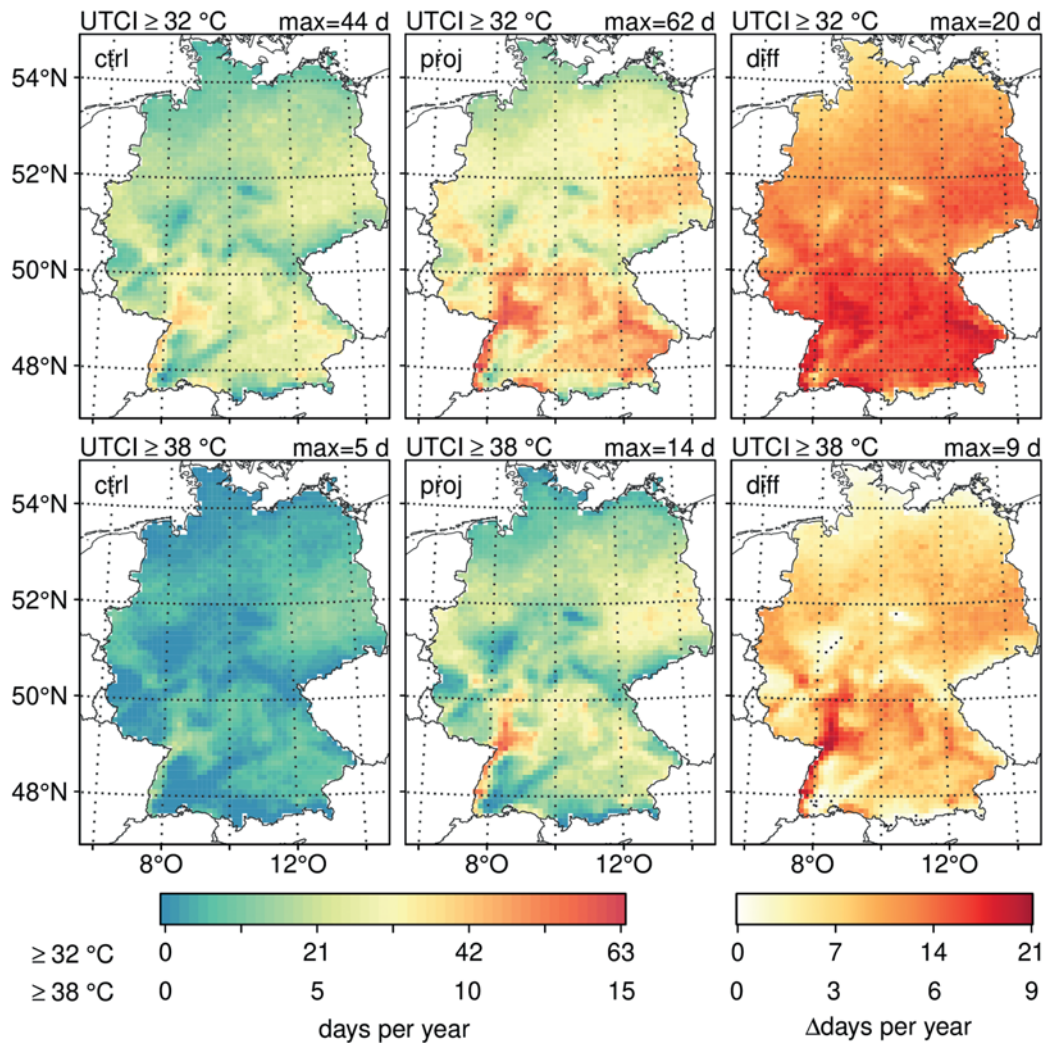 UTCI ≥ 32 °C max=44 d UTCI ≥ 32 °C max=62 d UTCI ≥ 32 °C max=20 d
ctrl proj diff
54°N
52°N
50°N
48°N
UTCI ≥ 38 °C max=5 d UTCI ≥ 38 °C max=14 d UTCI ≥ 38 °C max=9 d
ctrl proj diff
54°N
52°N
50°N
48°N
8°O 12°O 8°O 12°O 8°O 12°O
≥ 32 °C 0 21 42 63 0 7 14 21
≥ 38 °C 0 5 10 15 0 3 6 9
days per year Δdays per year